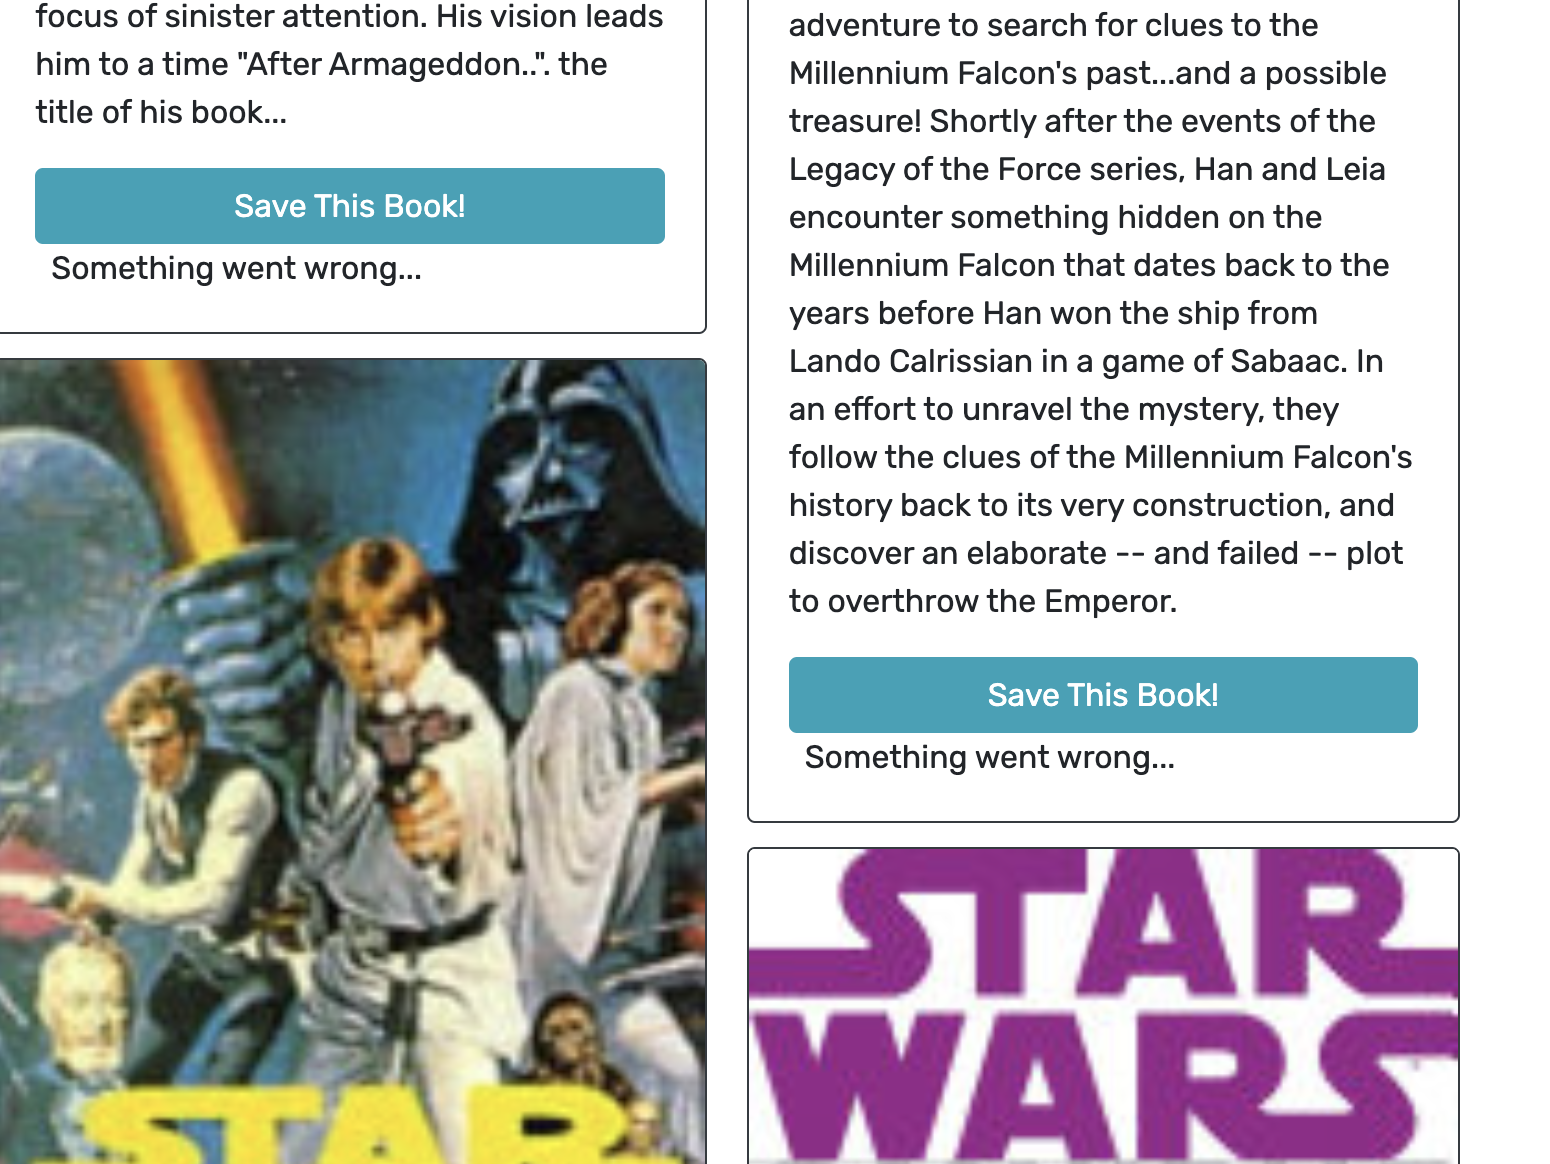 focus of sinister attention. His vision leads
him to a time "After Armageddon..". the
title of his book...
Save This Book!
Something went wrong...
STAR
adventure to search for clues to the
Millennium Falcon's past...and a possible
treasure! Shortly after the events of the
Legacy of the Force series, Han and Leia
encounter something hidden on the
Millennium Falcon that dates back to the
years before Han won the ship from
Lando Calrissian in a game of Sabaac. In
an effort to unravel the mystery, they
follow the clues of the Millennium Falcon's
history back to its very construction, and
discover an elaborate -- and failed -- plot
to overthrow the Emperor.
Save This Book!
Something went wrong...
STAR
WARS